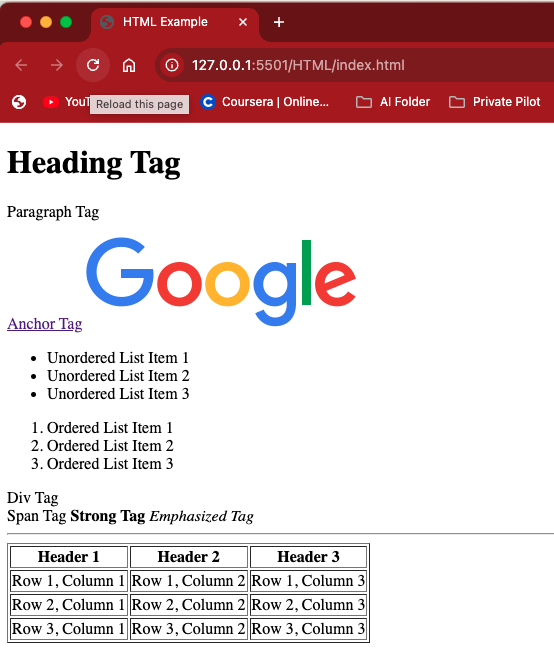 HTML Example
127.0.0.1:5501/HTML/index.html
Reload this page
Coursera | Online...
AI Folder
Private Pilot
Heading Tag
Paragraph Tag
Google
Anchor Tag
• Unordered List Item 1
• Unordered List Item 2
• Unordered List Item 3
1. Ordered List Item 1
2. Ordered List Item 2
3. Ordered List Item 3
Div Tag
Span Tag Strong Tag Emphasized Tag
Header 1 Header 2 Header 3
Row 1, Column 1 Row 1, Column 2 Row 1, Column 3
Row 2, Column 1 Row 2, Column 2 Row 2, Column 3
Row 3, Column 1 Row 3, Column 2 Row 3, Column 3